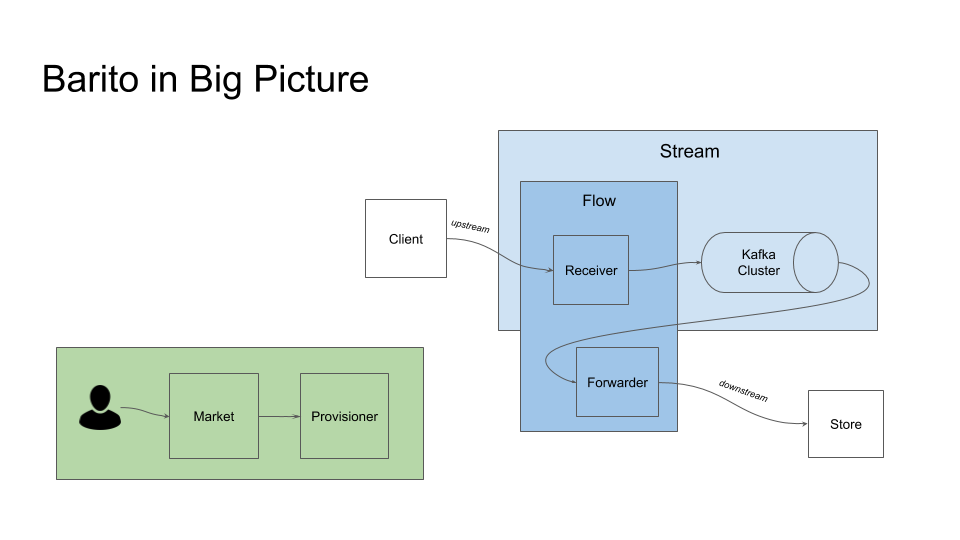 Barito in Big Picture
Stream
Flow
Client
upstream
Receiver
Kafka
Cluster
Forwarder
downstream
Store
Market
Provisioner